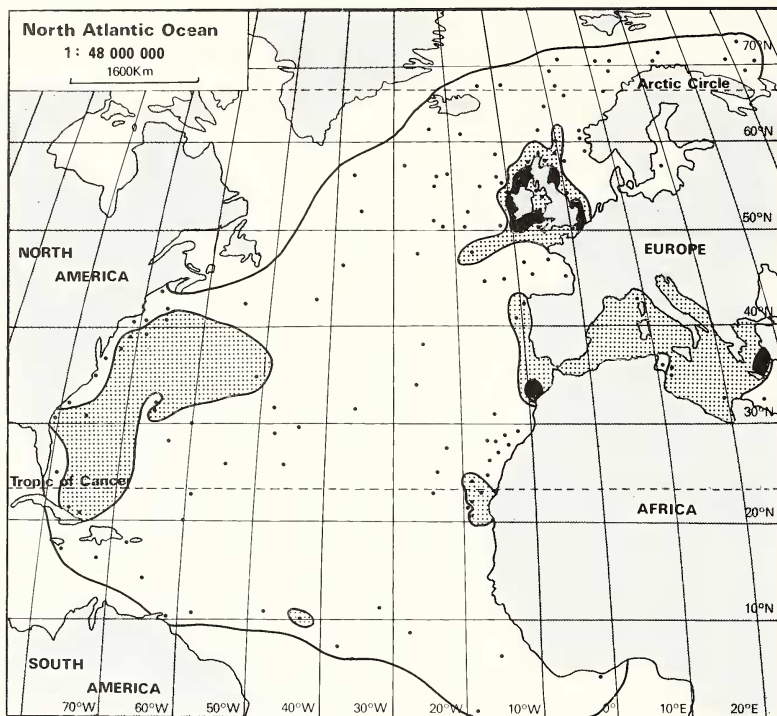 North Atlantic Ocean
1: 48 000 000
1600Km
70°N
Arctic Circle
60°N
50°N
NORTH
AMERICA
EUROPE
40°N
30°N
Tropic of Cancer
AFRICA
20°N
10°N
SOUTH
AMERICA
70°W
60°W
50°W
40°W
30°W
20°W
10°W
0°
10°E
20°E